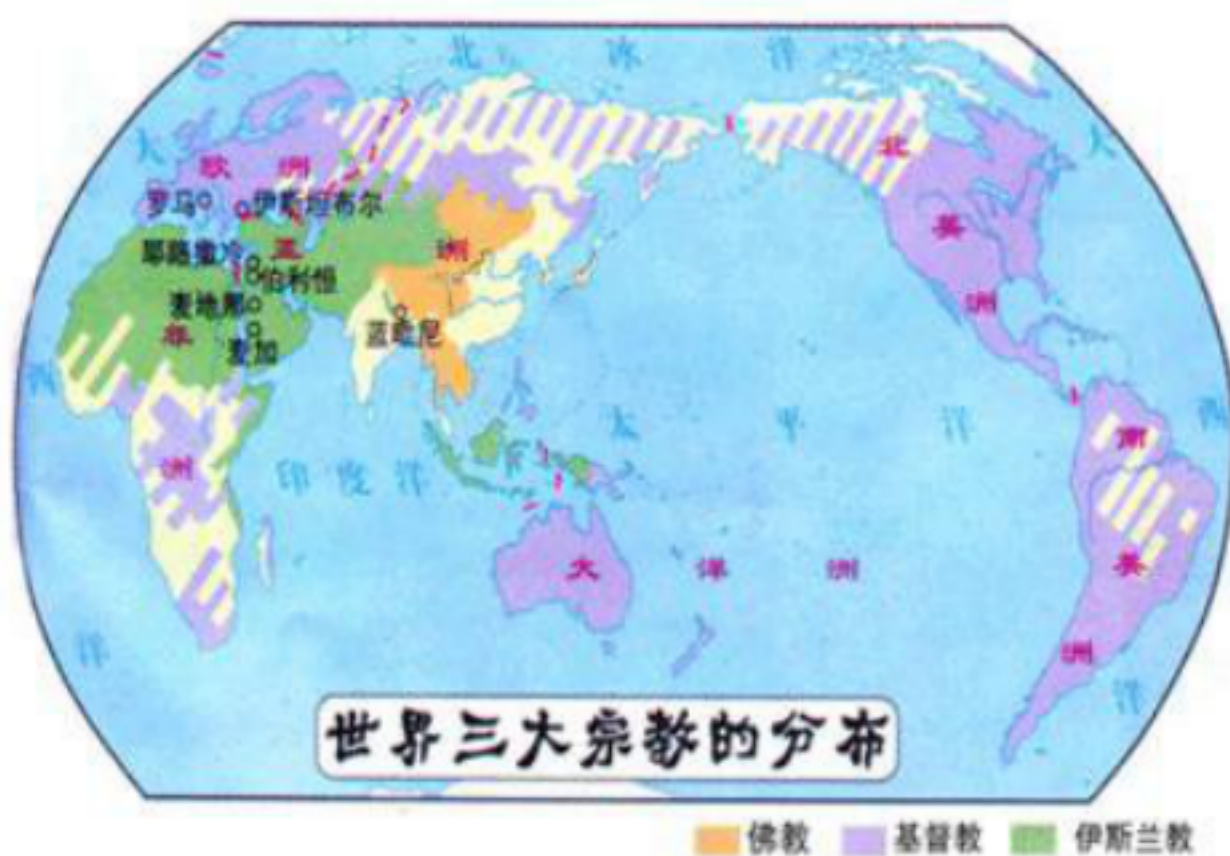 北 冰 洋
大
大
欧 洲
北
罗马
伊斯坦布尔
美
亚 洲
耶路撒冷
伯利恒
麦地那
洲
非
蓝毗尼
麦加
西
西
太 平 洋
南
洲
印 度 洋
大 洋 洲
美
洲
洋
洋
世界三大宗教的分布
佛教 基督教 伊斯兰教